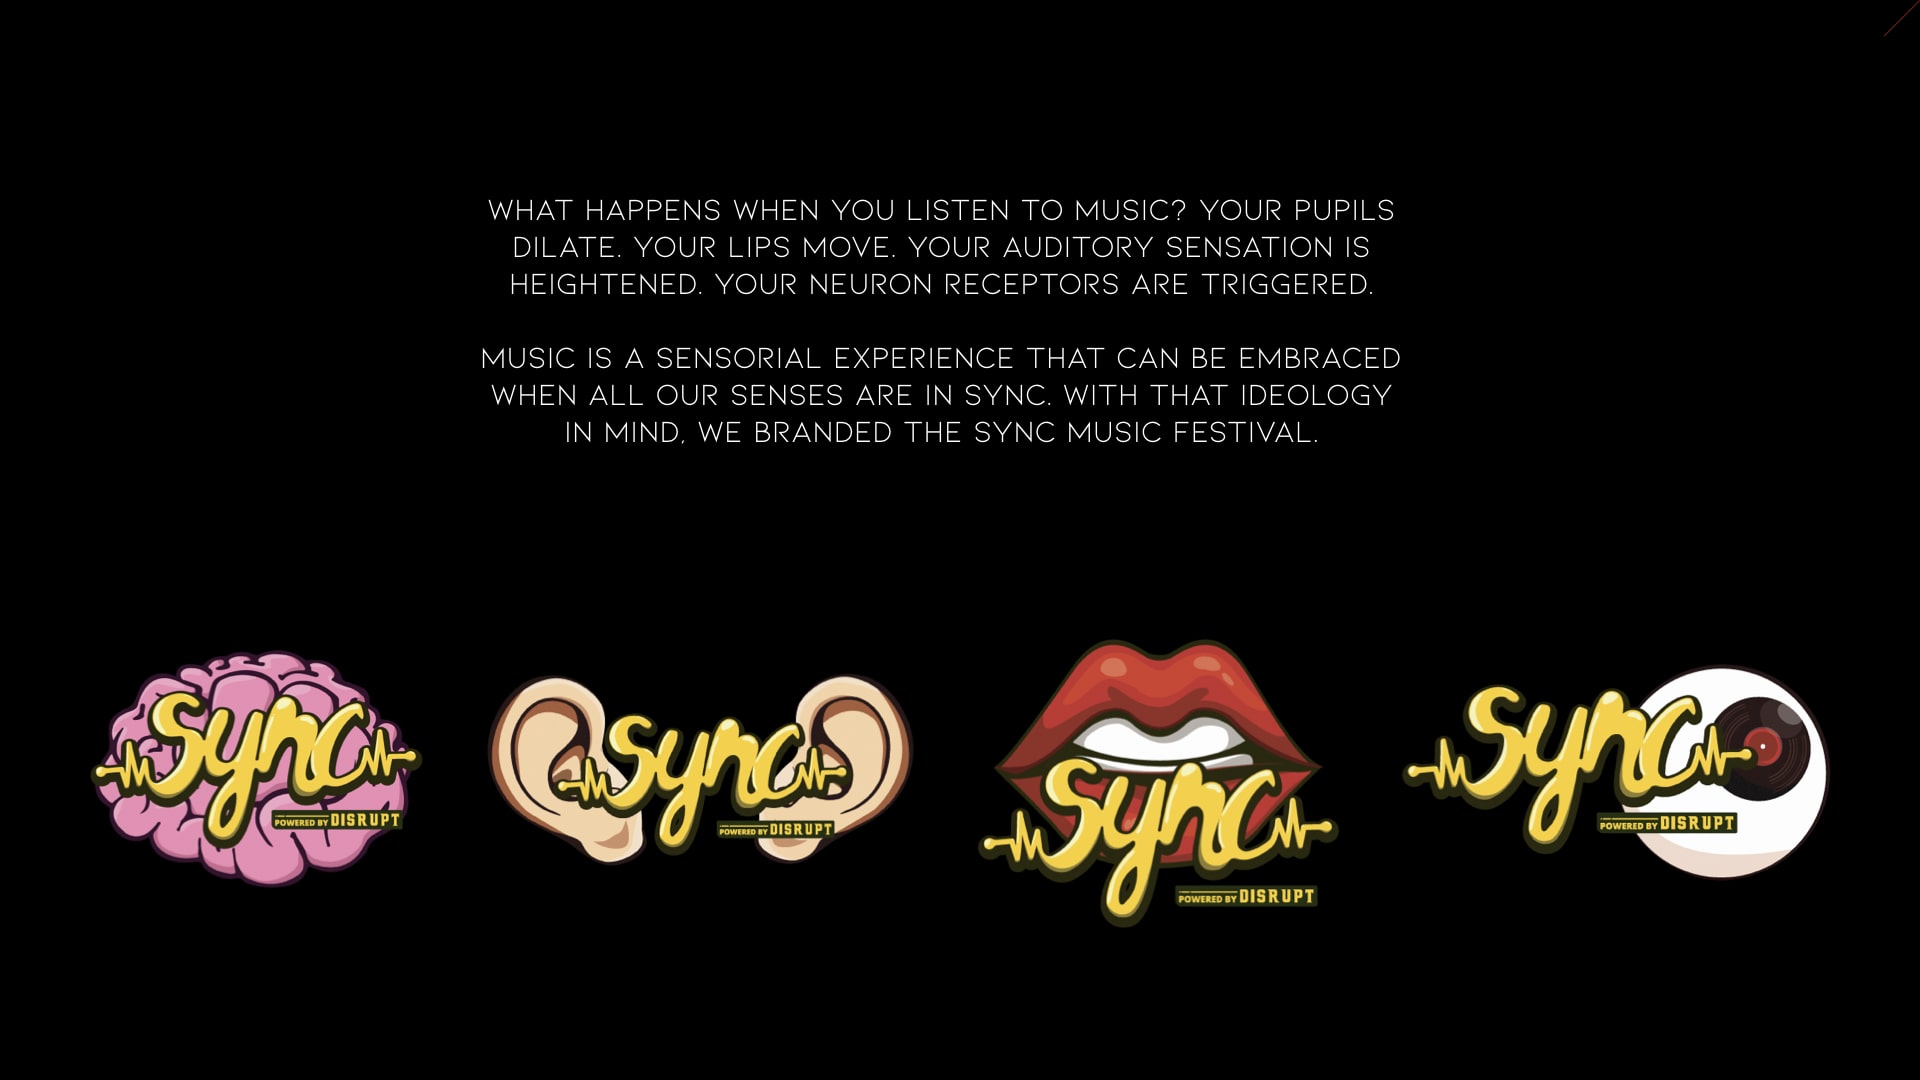 WHAT HAPPENS WHEN YOU LISTEN TO MUSIC? YOUR PUPILS
DILATE. YOUR LIPS MOVE. YOUR AUDITORY SENSATION IS
HEIGHTENED. YOUR NEURON RECEPTORS ARE TRIGGERED.
MUSIC IS A SENSORIAL EXPERIENCE THAT CAN BE EMBRACED
WHEN ALL OUR SENSES ARE IN SYNC. WITH THAT IDEOLOGY
IN MIND, WE BRANDED THE SYNC MUSIC FESTIVAL.
sync
POWERED BY DISRUPT
sync
POWERED BY DISRUPT
sync
POWERED BY DISRUPT
sync
POWERED BY DISRUPT